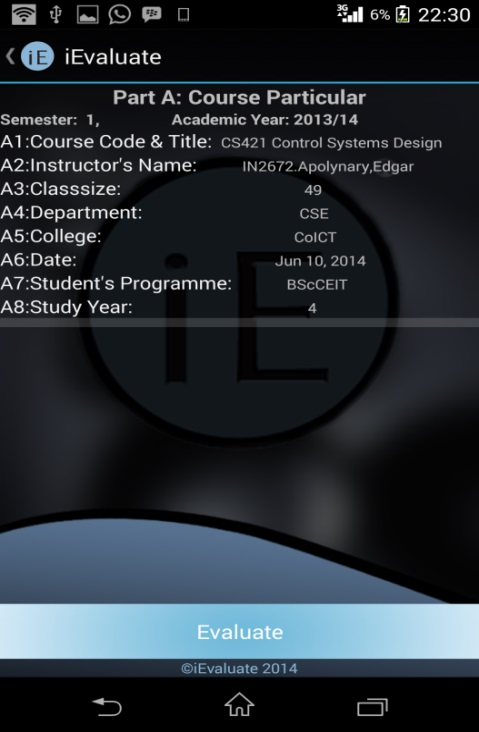 3G 6% 22:30
iE iEvaluate
Part A: Course Particular
Semester: 1, Academic Year: 2013/14
A1:Course Code & Title: CS421 Control Systems Design
A2:Instructor's Name: IN2672.Apolynary,Edgar
A3:Classsize: 49
A4:Department: CSE
A5:College: CoICT
A6:Date: Jun 10, 2014
A7:Student's Programme: BScCEIT
A8:Study Year: 4
iE
Evaluate
©iEvaluate 2014